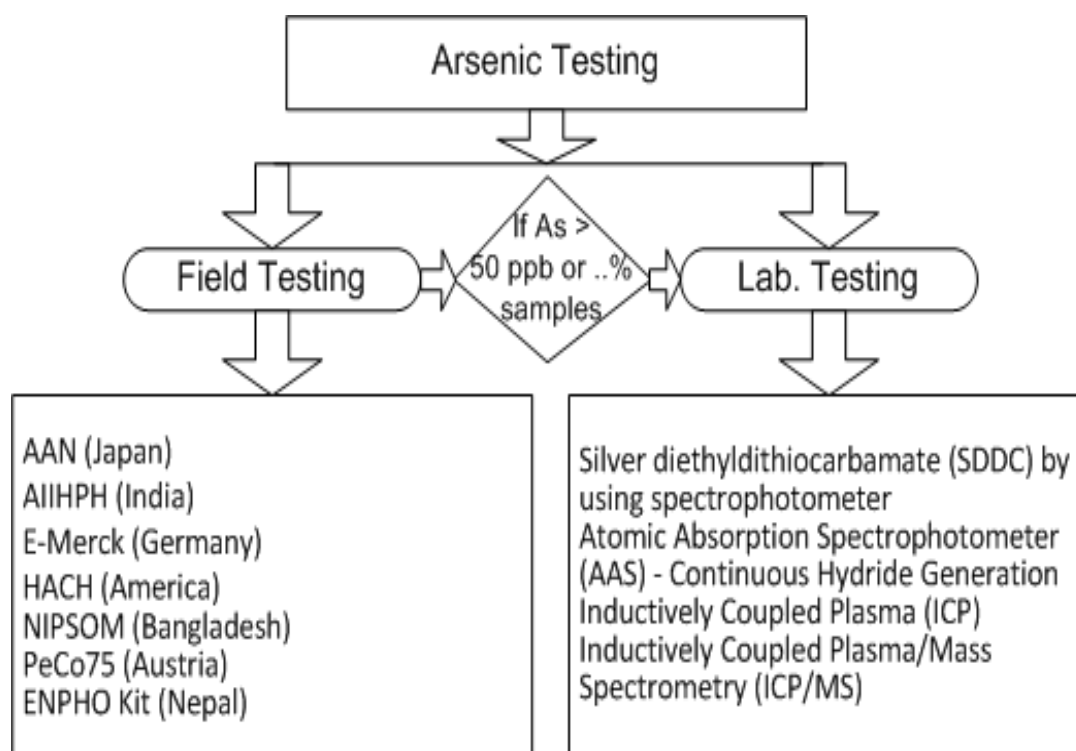 Arsenic Testing
Field Testing
If As >
50 ppb or ..%
samples
Lab. Testing
AAN (Japan)
AIIHPH (India)
E-Merck (Germany)
HACH (America)
NIPSOM (Bangladesh)
PeCo75 (Austria)
ENPHO Kit (Nepal)
Silver diethyldithiocarbamate (SDDC) by
using spectrophotometer
Atomic Absorption Spectrophotometer
(AAS) - Continuous Hydride Generation
Inductively Coupled Plasma (ICP)
Inductively Coupled Plasma/Mass
Spectrometry (ICP/MS)